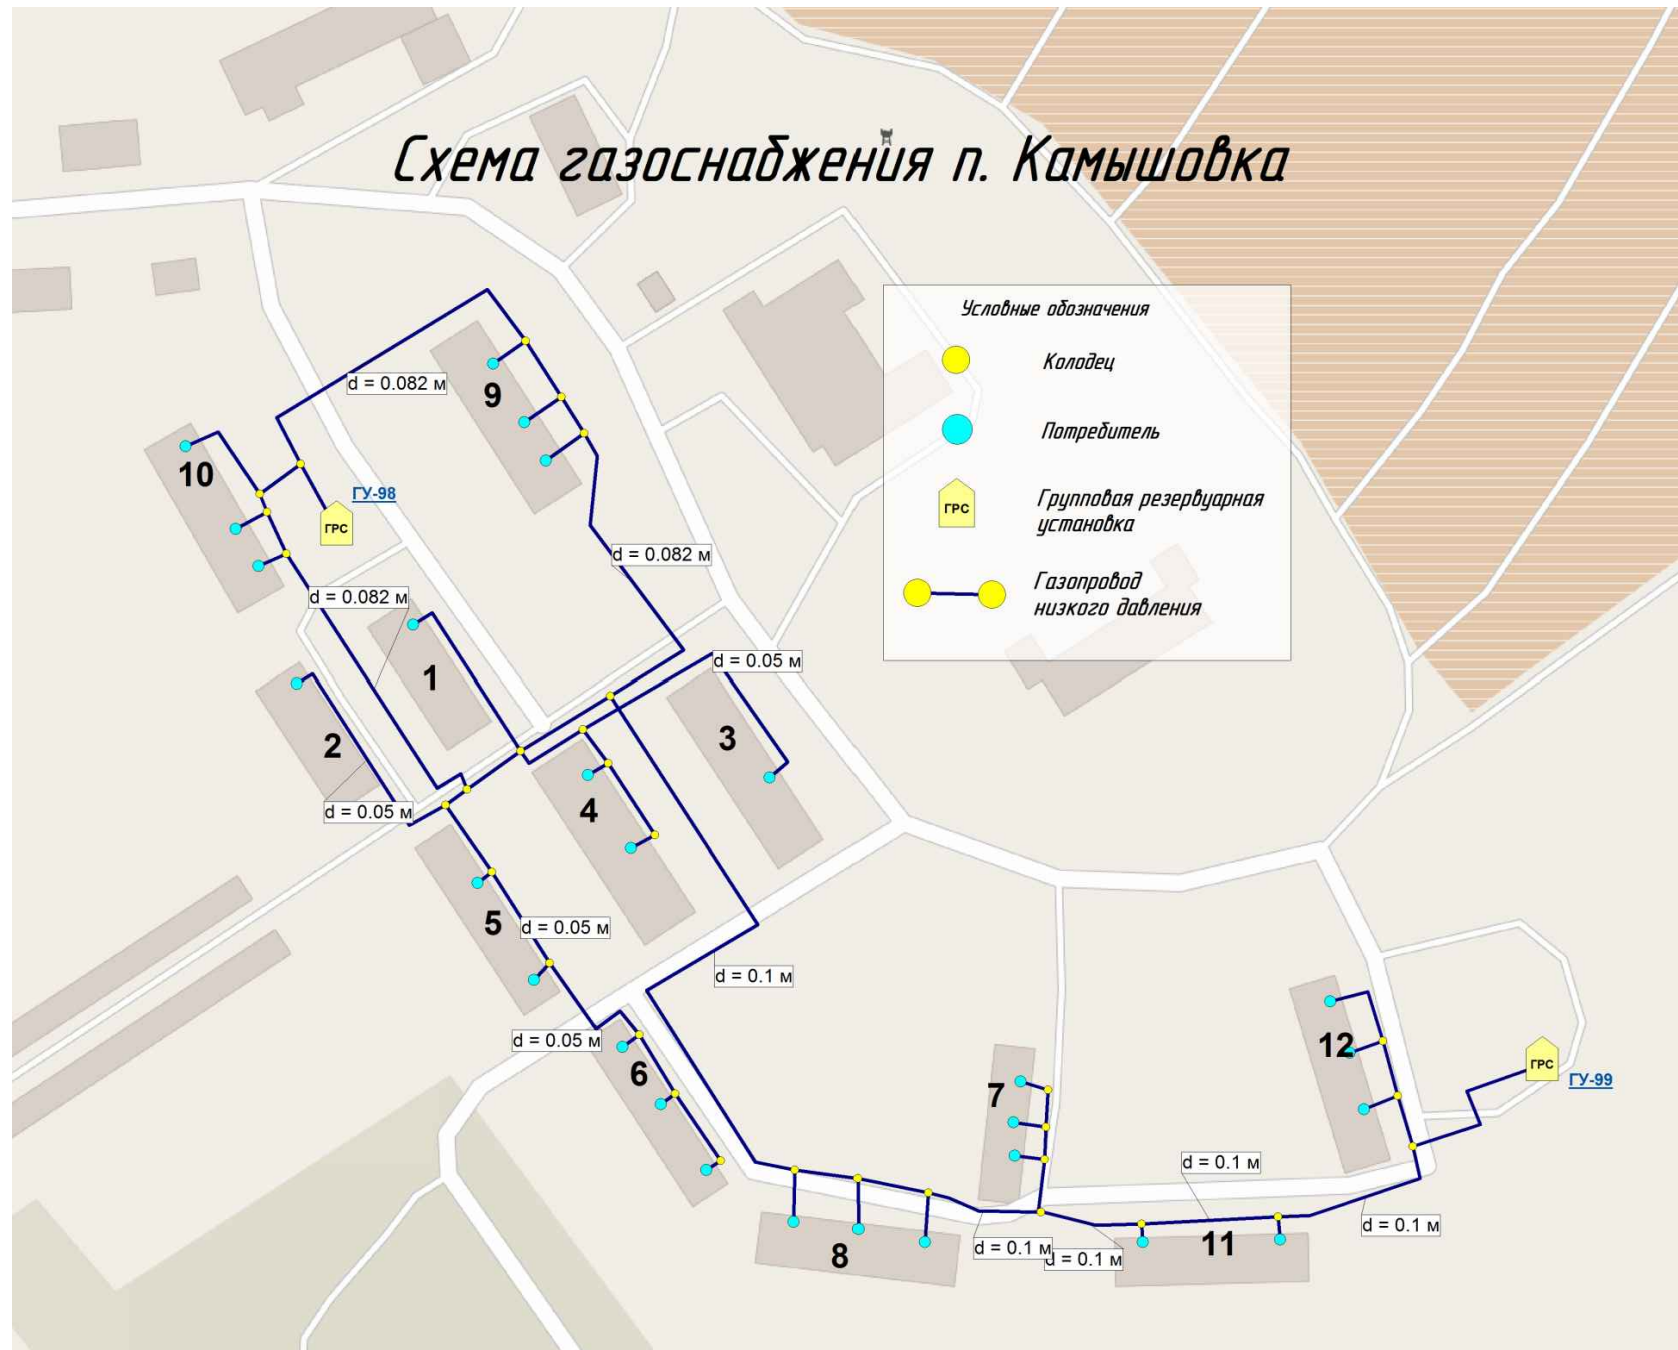 Схема газоснабжения п. Камышовка
Условные обозначения
Колодец
Потребитель
ГРС
Групповая резервуарная
установка
Газопровод
низкого давления
9
d = 0.082 м
10
ГУ-98
ГРС
d = 0.082 м
d = 0.082 м
1
d = 0.05 м
2
3
d = 0.05 м
4
5
d = 0.05 м
d = 0.1 м
d = 0.05 м
6
12
ГРС
ГУ-99
7
d = 0.1 м
d = 0.1 м
8
d = 0.1 м
d = 0.1 м
11